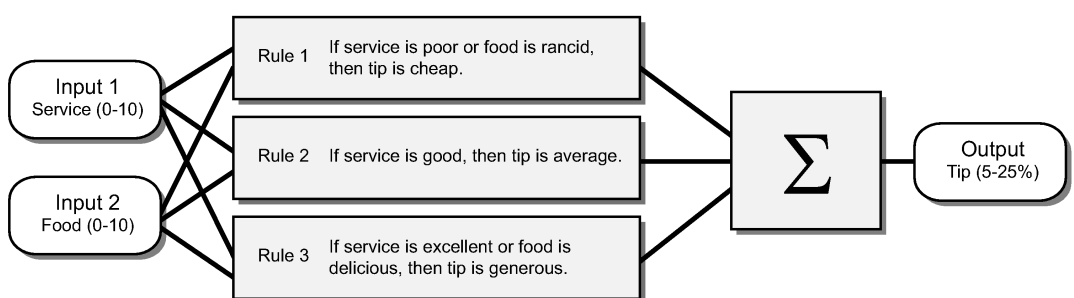 Input 1
Service (0-10)
Input 2
Food (0-10)
Rule 1
If service is poor or food is rancid,
then tip is cheap.
Rule 2
If service is good, then tip is average.
Rule 3
If service is excellent or food is
delicious, then tip is generous.
Σ
Output
Tip (5-25%)